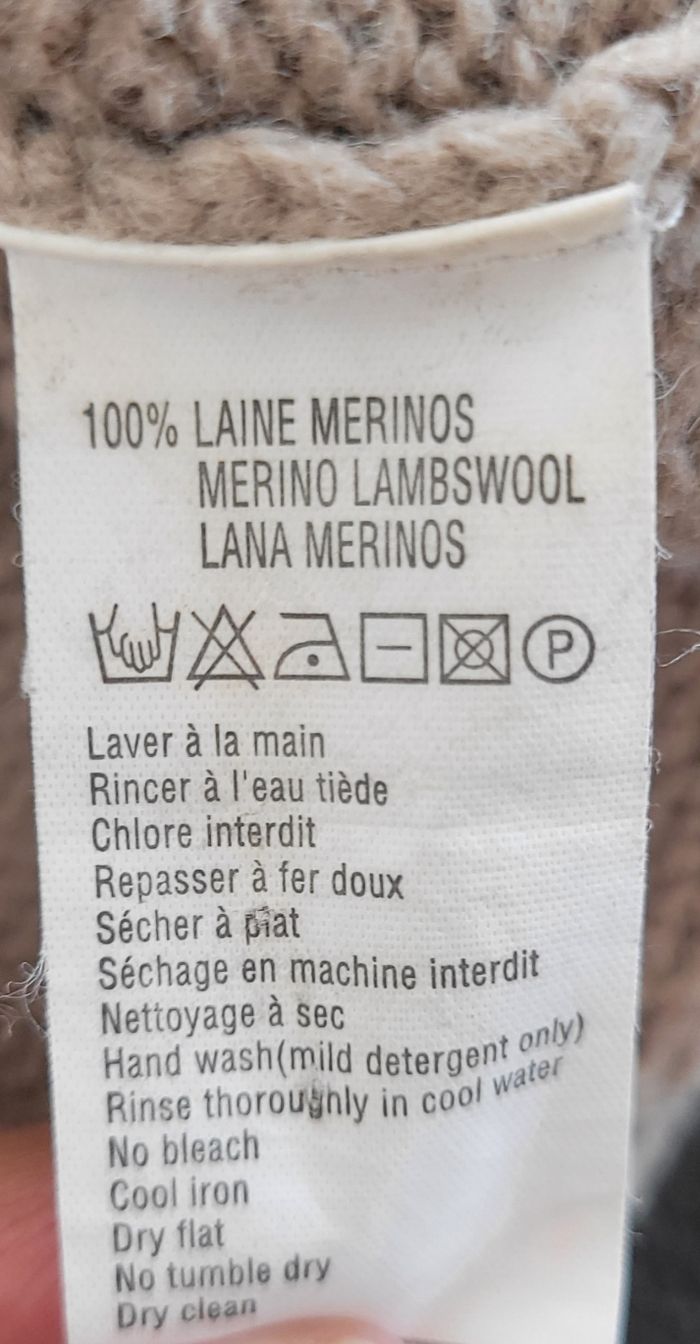 100% LAINE MERINOS
MERINO LAMBSWOOL
LANA MERINOS
P
Laver à la main
Rincer à l'eau tiède
Chlore interdit
Repasser à fer doux
Sécher à plat
Séchage en machine interdit
Nettoyage à sec
Hand wash(mild detergent only)
Rinse thoroughly in cool water
No bleach
Cool iron
Dry flat
No tumble dry
Dry clean